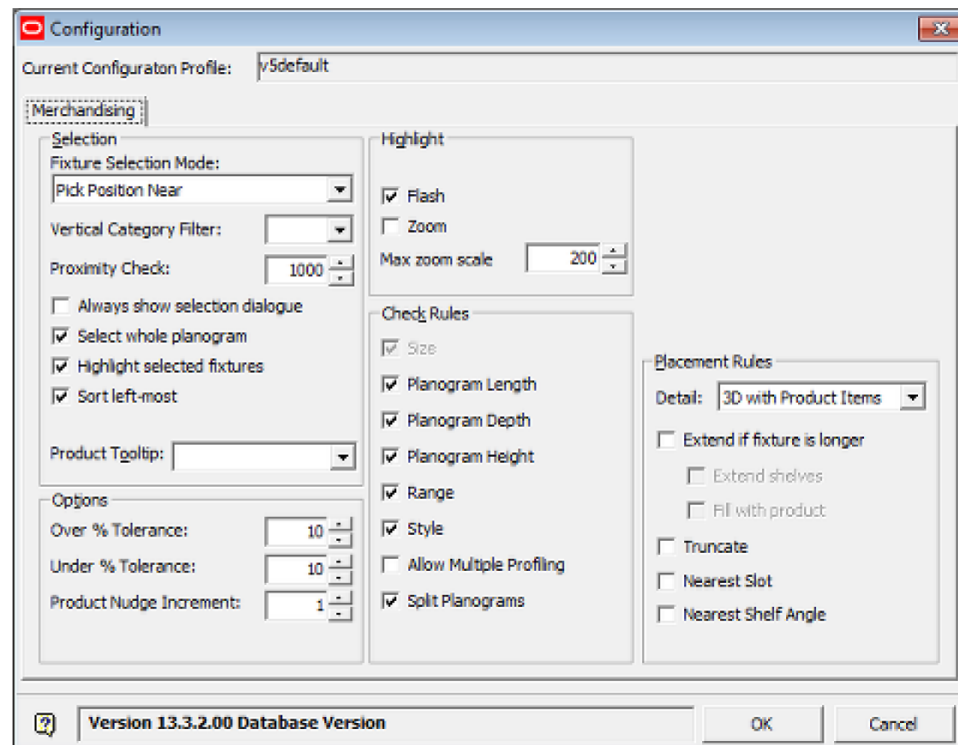 Configuration
Current Configuraton Profile: v5default
Merchandising
Selection
Fixture Selection Mode:
Pick Position Near
Vertical Category Filter:
Proximity Check: 1000
Always show selection dialogue
Select whole planogram
Highlight selected fixtures
Sort left-most
Product Tooltip:
Options
Over % Tolerance: 10
Under % Tolerance: 10
Product Nudge Increment: 1
Highlight
Flash
Zoom
Max zoom scale 200
Check Rules
Size
Planogram Length
Planogram Depth
Planogram Height
Range
Style
Allow Multiple Profiling
Split Planograms
Placement Rules
Detail: 3D with Product Items
Extend if fixture is longer
Extend shelves
Fill with product
Truncate
Nearest Slot
Nearest Shelf Angle
Version 13.3.2.00 Database Version
OK Cancel